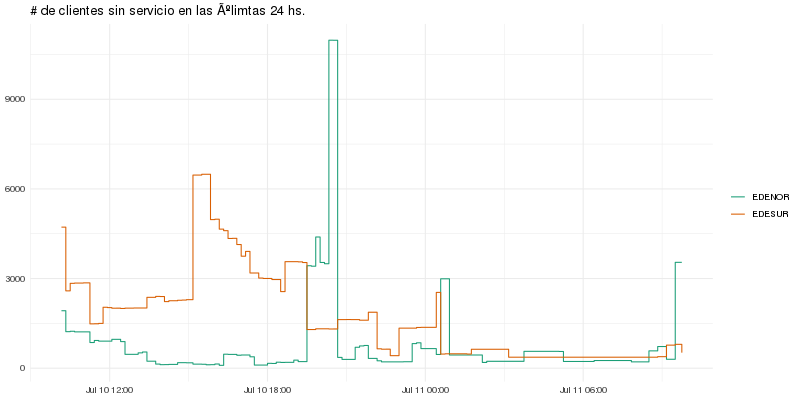 # de clientes sin servicio en las Ãºlimtas 24 hs.
9000
6000
3000
0
Jul 10 12:00
Jul 10 18:00
Jul 11 00:00
Jul 11 06:00
EDENOR
EDESUR